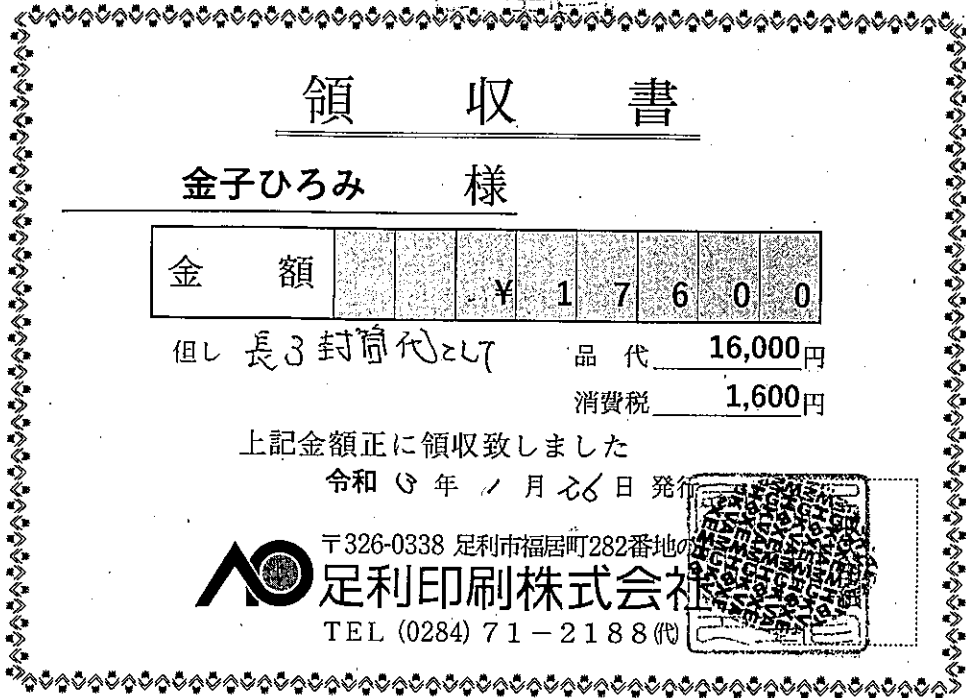 領収書
金子ひろみ 様
金額 ¥17600
但し 長3封筒代として 品代 16,000円
消費税 1,600円
上記金額正に領収致しました
令和 3 年 1 月 26 日 発行
〒326-0338 足利市福居町282番地の
足利印刷株式会社
TEL (0284) 71-2188㈹